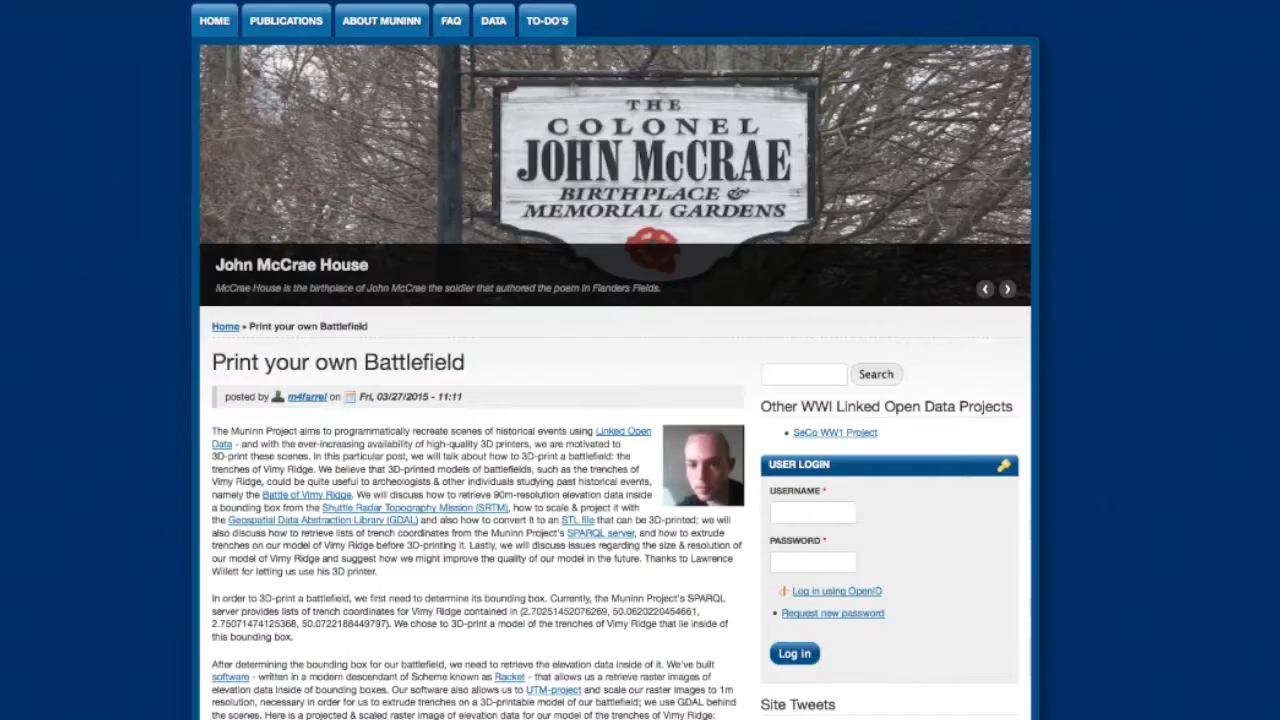 HOME PUBLICATIONS ABOUT MUNINN FAQ DATA TO-DO'S
THE
COLONEL
JOHN McCRAE
BIRTHPLACE &
MEMORIAL GARDENS
John McCrae House
McCrae House is the birthplace of John McCrae the soldier that authored the poem in Flanders Fields.
Home » Print your own Battlefield
Print your own Battlefield
posted by m4farrel on Fri, 03/27/2015 - 11:11
The Muninn Project aims to programmatically recreate scenes of historical events using Linked Open
Data - and with the ever-increasing availability of high-quality 3D printers, we are motivated to
3D-print these scenes. In this particular post, we will talk about how to 3D-print a battlefield: the
trenches of Vimy Ridge. We believe that 3D-printed models of battlefields, such as the trenches of
Vimy Ridge, could be quite useful to archeologists & other individuals studying past historical events,
namely the Battle of Vimy Ridge. We will discuss how to retrieve 90m-resolution elevation data inside
a bounding box from the Shuttle Radar Topography Mission (SRTM), how to scale & project it with
the Geospatial Data Abstraction Library (GDAL) and also how to convert it to an STL file that can be 3D-printed; we will
also discuss how to retrieve lists of trench coordinates from the Muninn Project's SPARQL server, and how to extrude
trenches on our model of Vimy Ridge before 3D-printing it. Lastly, we will discuss issues regarding the size & resolution of
our model of Vimy Ridge and suggest how we might improve the quality of our model in the future. Thanks to Lawrence
Willett for letting us use his 3D printer.
In order to 3D-print a battlefield, we first need to determine its bounding box. Currently, the Muninn Project's SPARQL
server provides lists of trench coordinates for Vimy Ridge contained in (2.70251452076269, 50.0620220454661,
2.75071474125368, 50.0722188449797). We chose to 3D-print a model of the trenches of Vimy Ridge that lie inside of
this bounding box.
After determining the bounding box for our battlefield, we need to retrieve the elevation data inside of it. We've built
software - written in a modern descendant of Scheme known as Racket - that allows us a retrieve raster images of
elevation data inside of bounding boxes. Our software also allows us to UTM-project and scale our raster images to 1m
resolution, necessary in order for us to extrude trenches on a 3D-printable model of our battlefield; we use GDAL behind
the scenes. Here is a projected & scaled raster image of elevation data for our model of the trenches of Vimy Ridge:
Search
Other WWI Linked Open Data Projects
• SeCo WW1 Project
USER LOGIN
USERNAME *
PASSWORD *
Log in using OpenID
• Request new password
Log in
Site Tweets